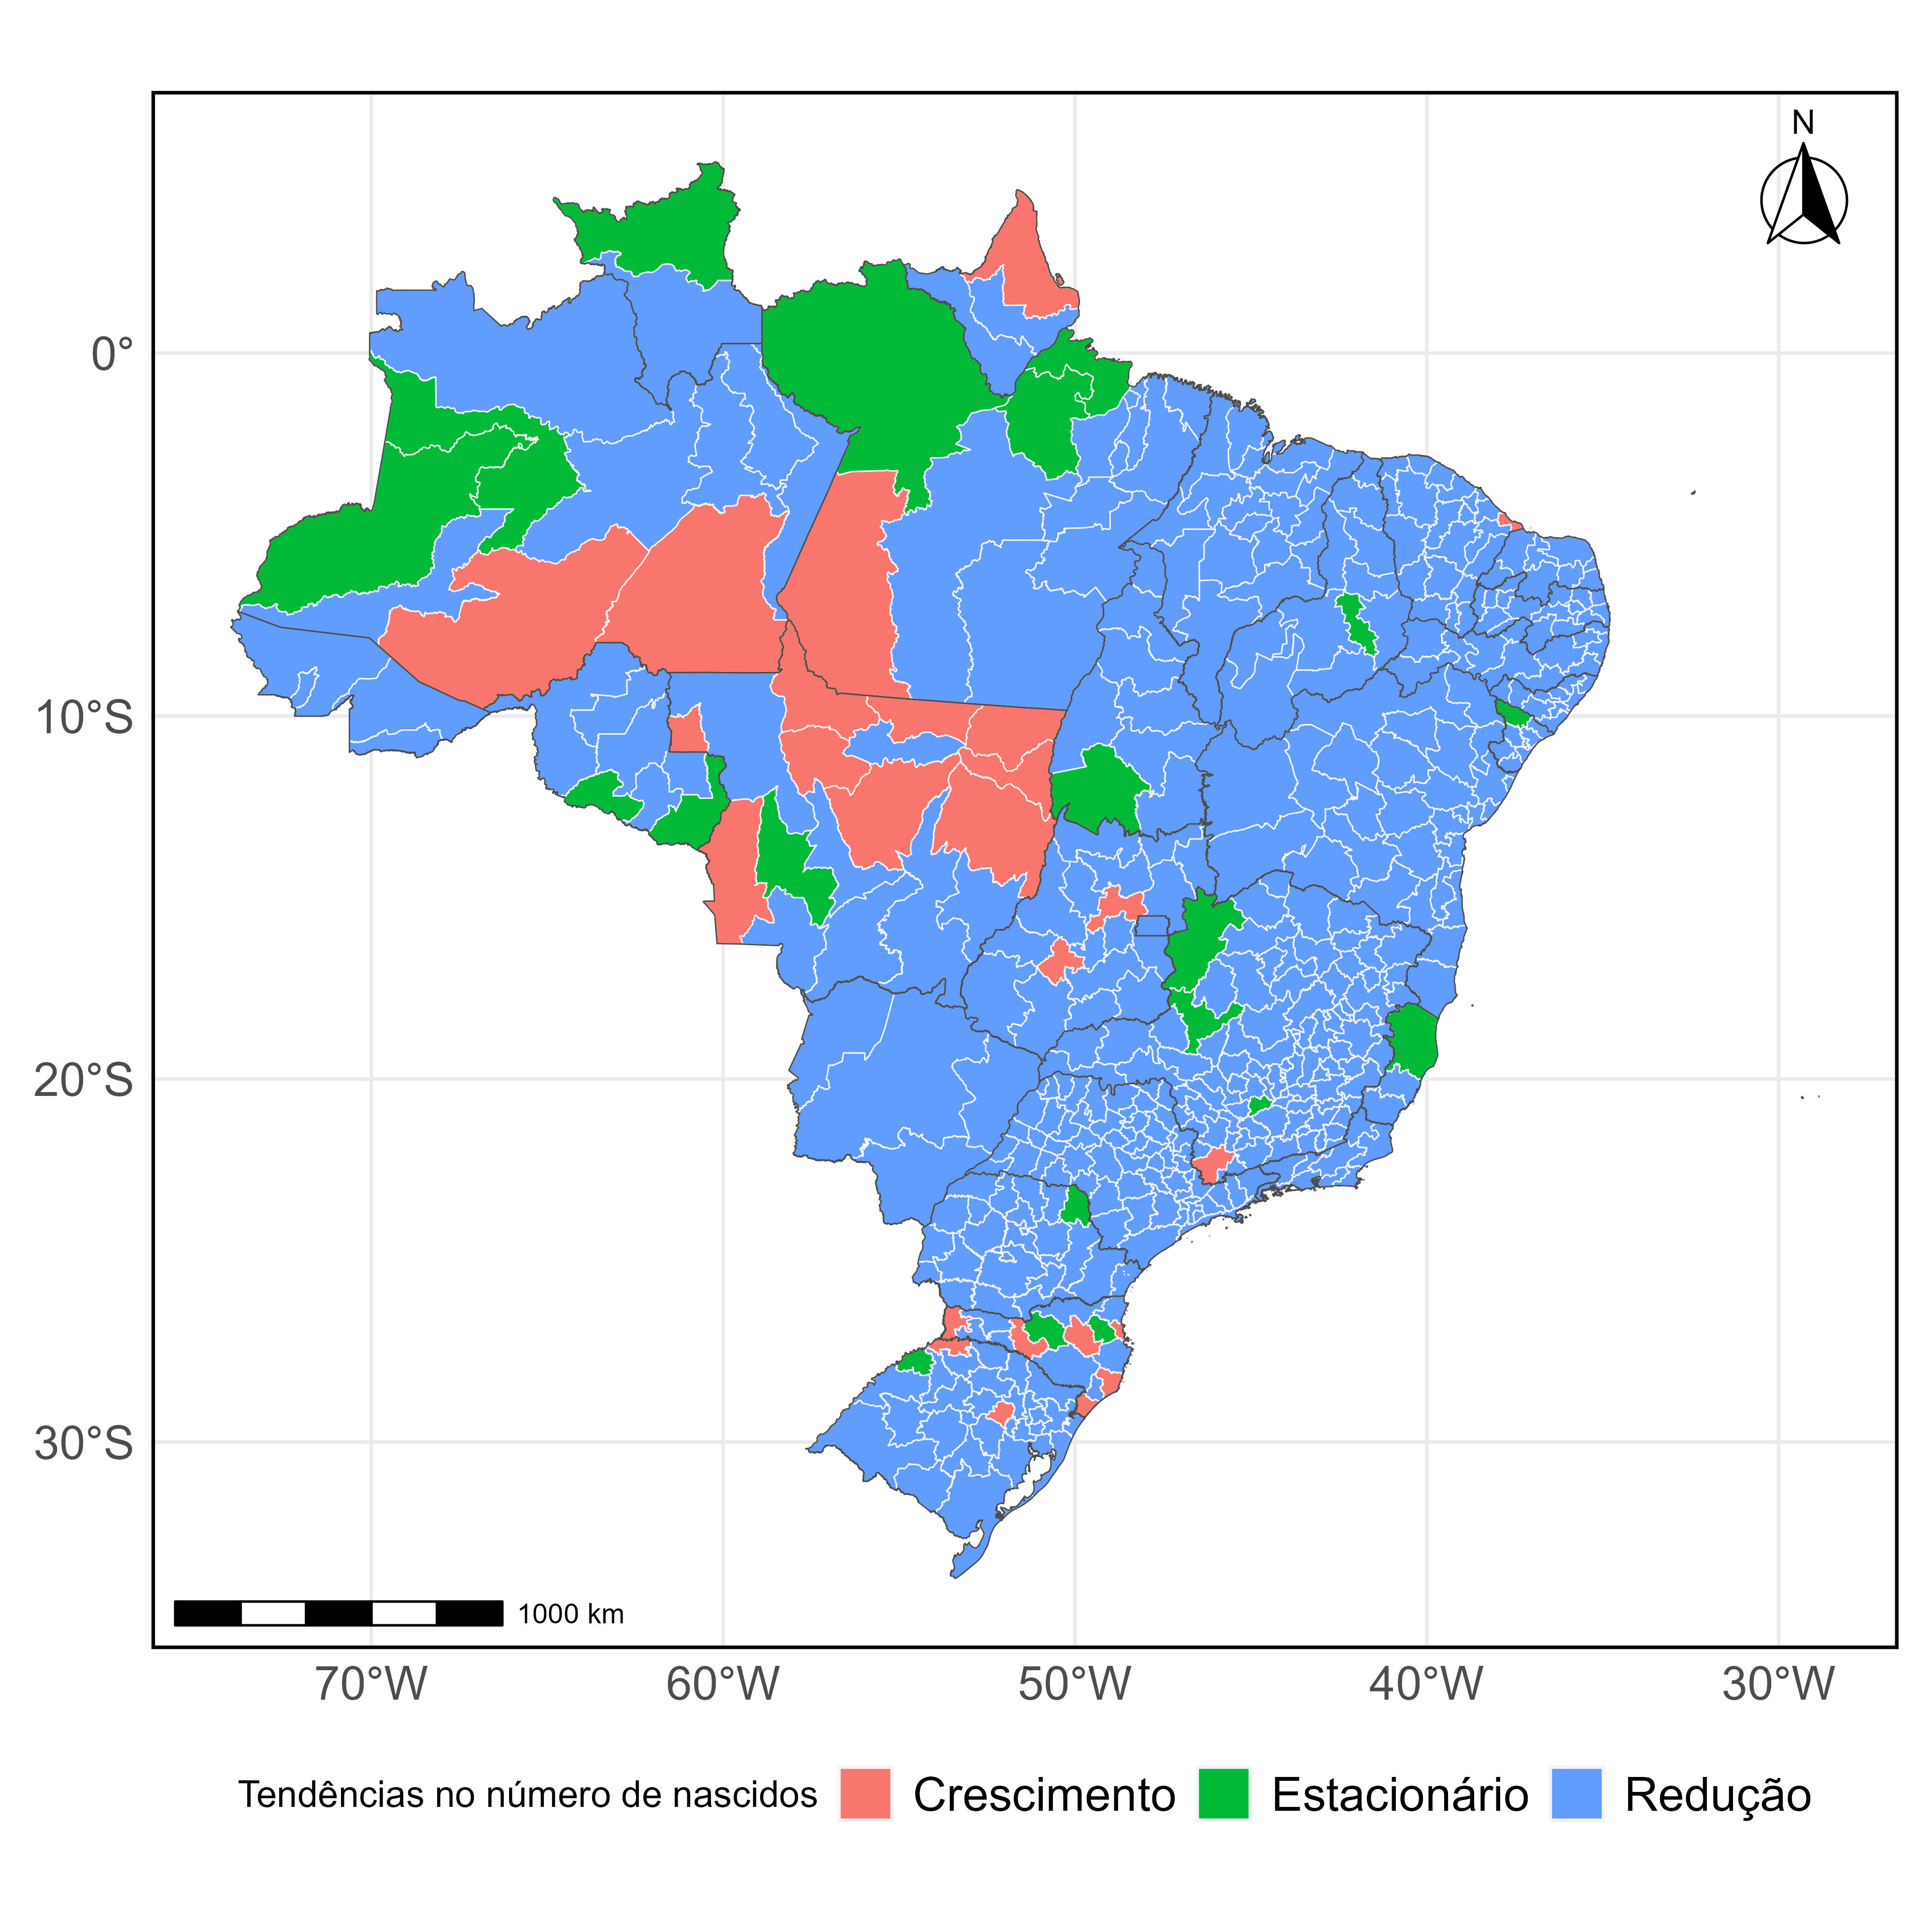 N
0°
10°S
20°S
30°S
1000 km
70°W 60°W 50°W 40°W 30°W
Tendências no número de nascidos Crescimento Estacionário Redução